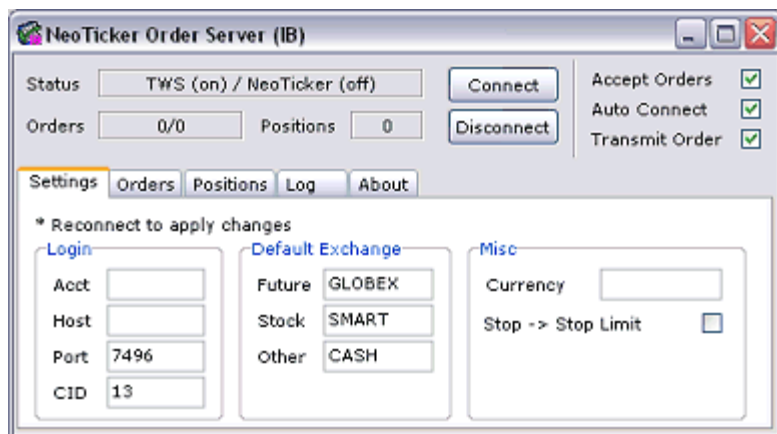 NeoTicker Order Server (IB)
Status TWS (on) / NeoTicker (off) Connect Accept Orders
Auto Connect
Orders 0/0 Positions 0 Disconnect Transmit Order
Settings Orders Positions Log About
* Reconnect to apply changes
Login Default Exchange Misc
Acct Future GLOBEX Currency
Host Stock SMART Stop -> Stop Limit
Port 7496 Other CASH
CID 13